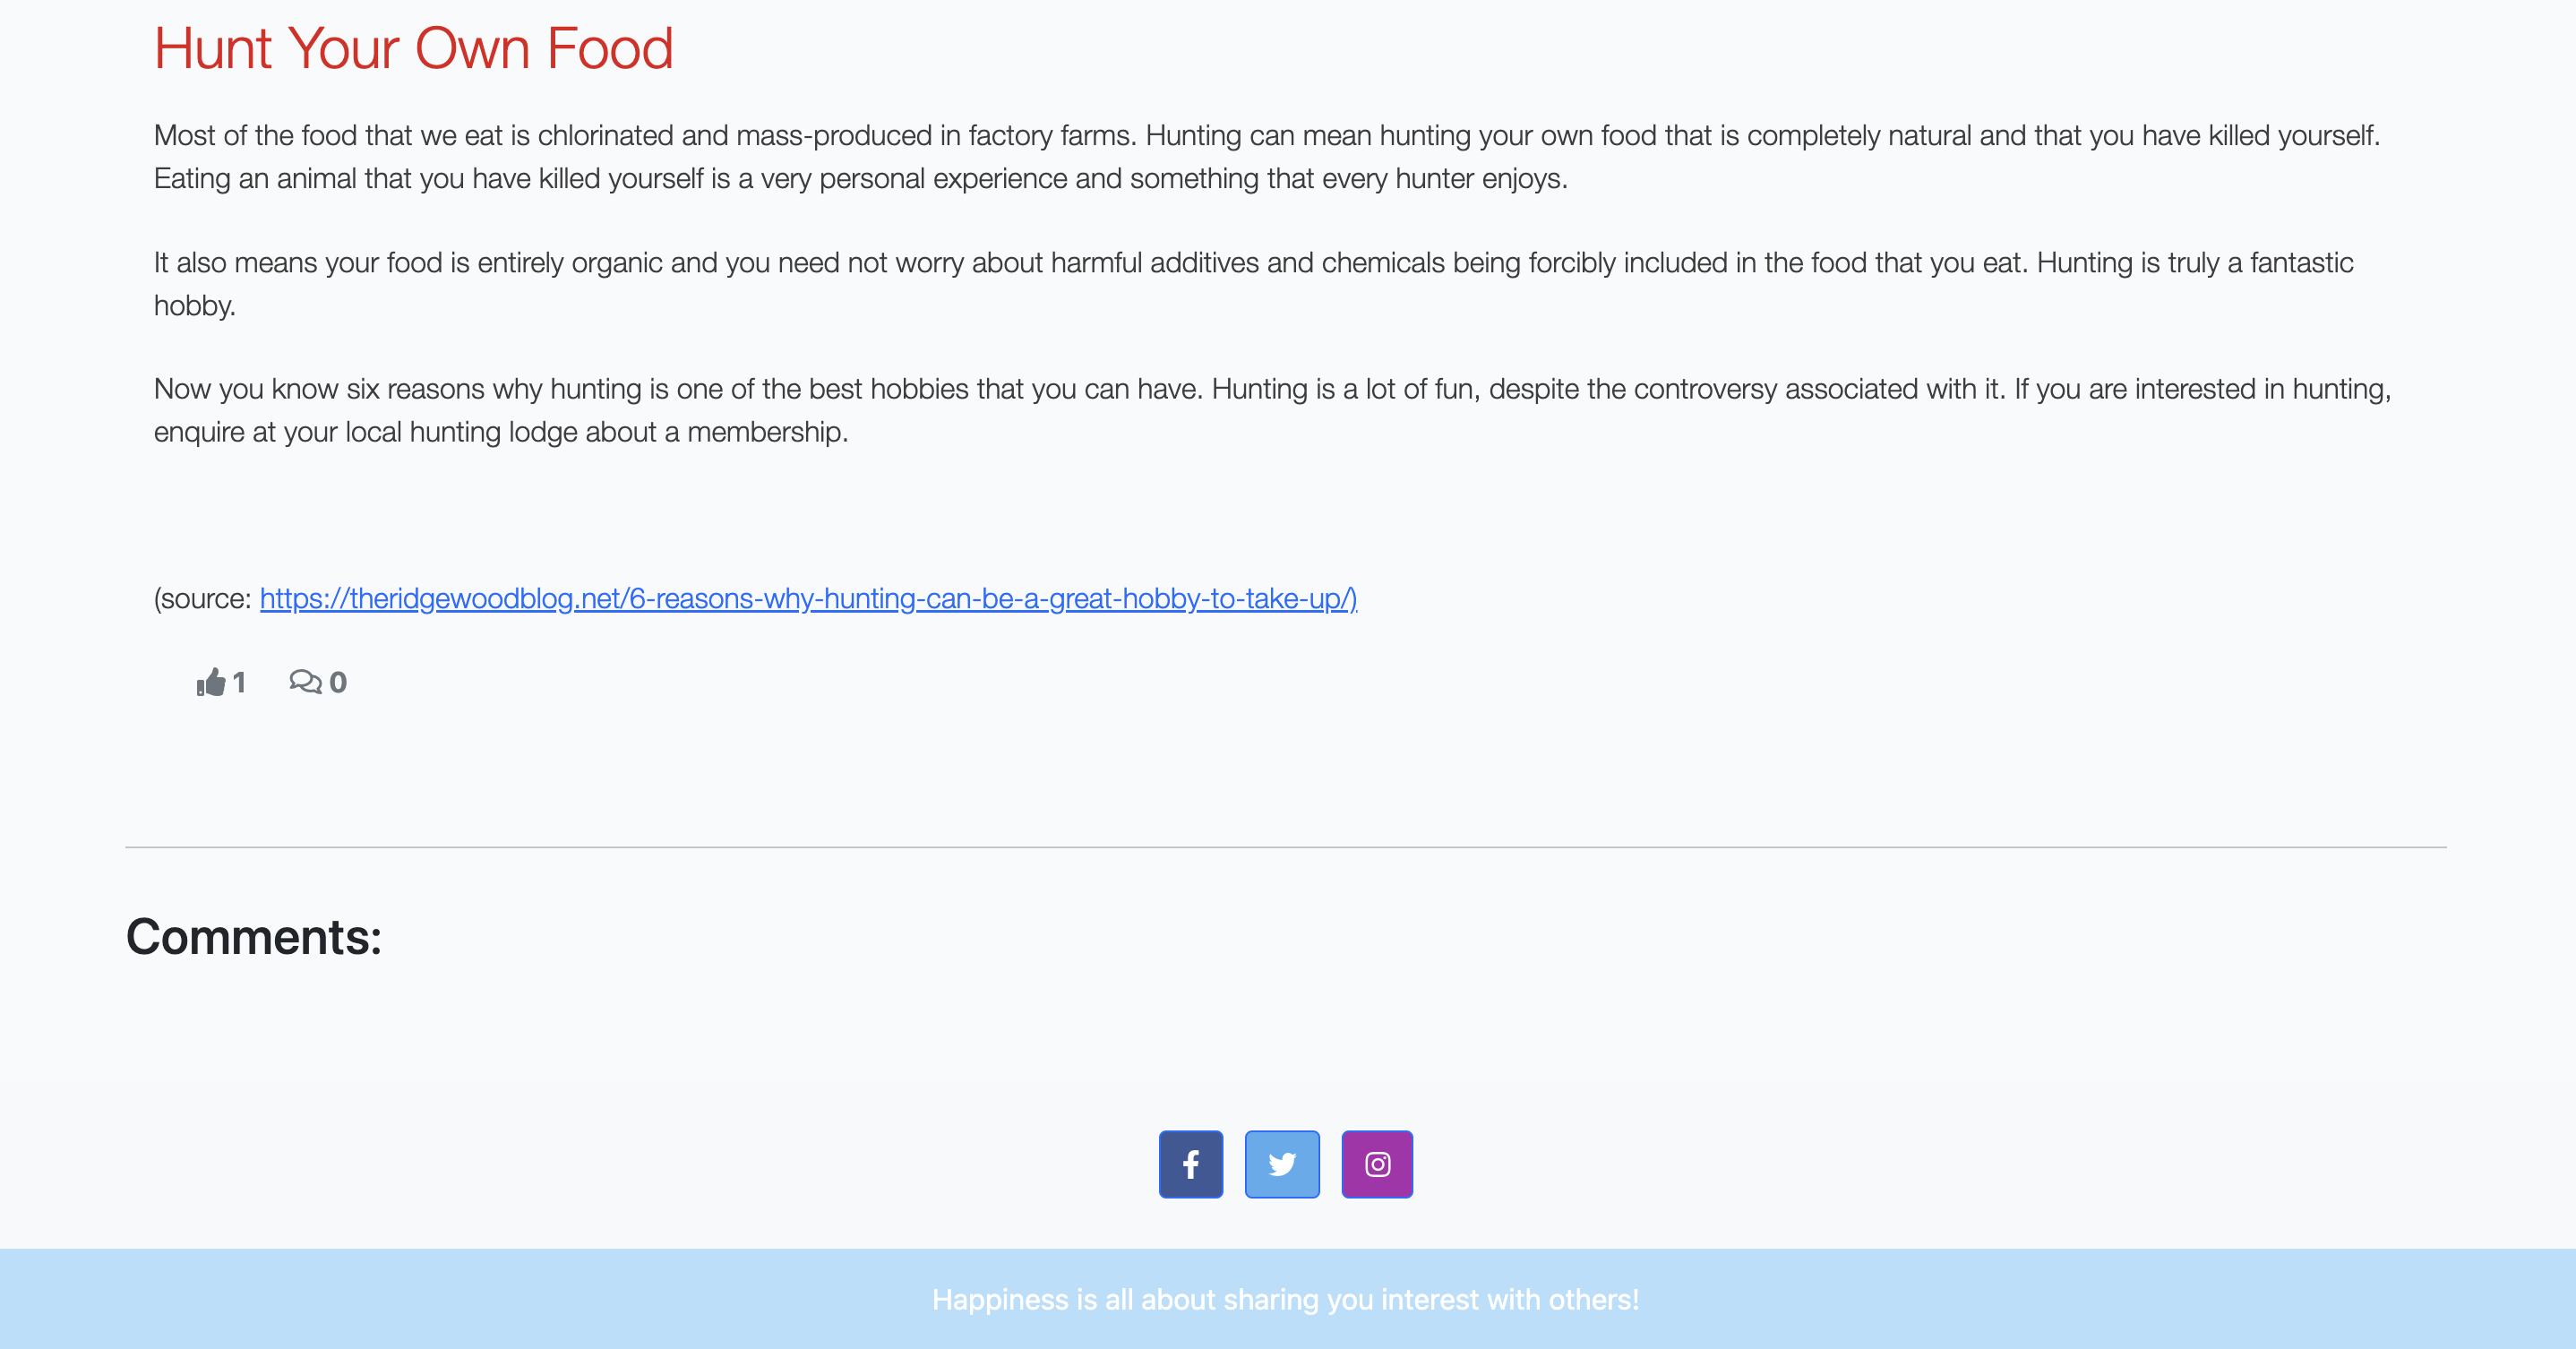 Hunt Your Own Food
Most of the food that we eat is chlorinated and mass-produced in factory farms. Hunting can mean hunting your own food that is completely natural and that you have killed yourself.
Eating an animal that you have killed yourself is a very personal experience and something that every hunter enjoys.
It also means your food is entirely organic and you need not worry about harmful additives and chemicals being forcibly included in the food that you eat. Hunting is truly a fantastic
hobby.
Now you know six reasons why hunting is one of the best hobbies that you can have. Hunting is a lot of fun, despite the controversy associated with it. If you are interested in hunting,
enquire at your local hunting lodge about a membership.
(source: https://theridgewoodblog.net/6-reasons-why-hunting-can-be-a-great-hobby-to-take-up/)
1 0
Comments:
Happiness is all about sharing you interest with others!